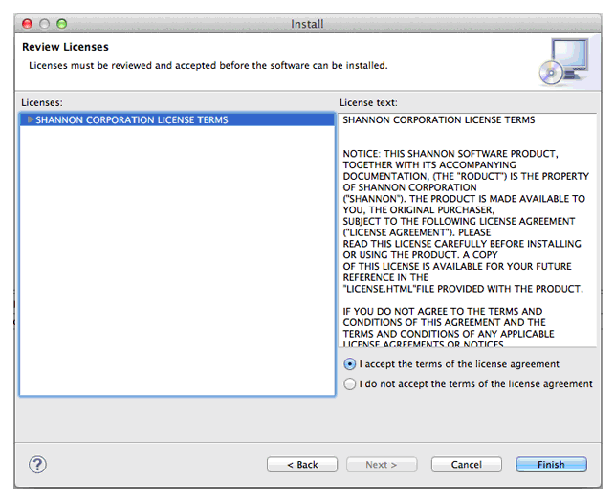 Install
Review Licenses
Licenses must be reviewed and accepted before the software can be installed.
Licenses:
SHANNON CORPORATION LICENSE TERMS
License text:
SHANNON CORPORATION LICENSE TERMS
NOTICE: THIS SHANNON SOFTWARE PRODUCT,
TOGETHER WITH ITS ACCOMPANYING
DOCUMENTATION, (THE "RODUCT") IS THE PROPERTY
OF SHANNON CORPORATION
("SHANNON"). THE PRODUCT IS MADE AVAILABLE TO
YOU, THE ORIGINAL PURCHASER,
SUBJECT TO THE FOLLOWING LICENSE AGREEMENT
("LICENSE AGREEMENT"). PLEASE
READ THIS LICENSE CAREFULLY BEFORE INSTALLING
OR USING THE PRODUCT. A COPY
OF THIS LICENSE IS AVAILABLE FOR YOUR FUTURE
REFERENCE IN THE
"LICENSE.HTML"FILE PROVIDED WITH THE PRODUCT.
IF YOU DO NOT AGREE TO THE TERMS AND
CONDITIONS OF THIS AGREEMENT AND THE
TERMS AND CONDITIONS OF ANY APPLICABLE
LICENSE AGREEMENTS OR NOTICES
I accept the terms of the license agreement
I do not accept the terms of the license agreement
?
< Back
Next >
Cancel
Finish